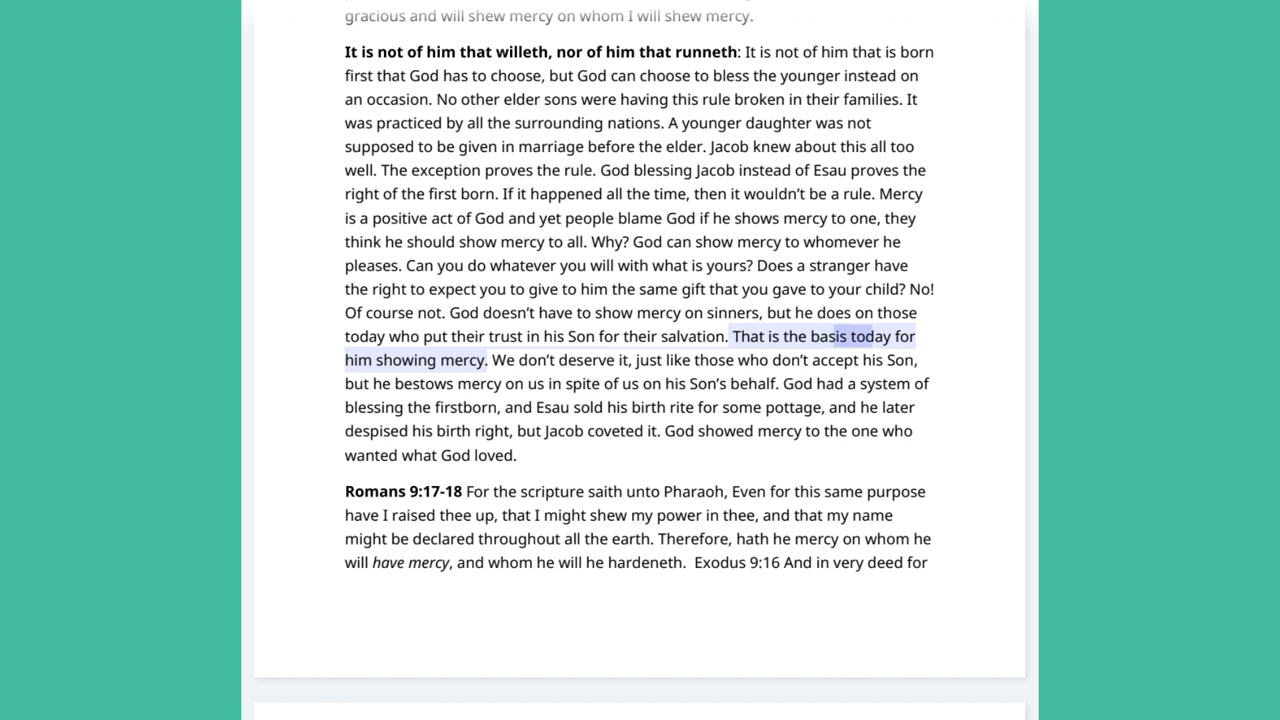 gracious and will shew mercy on whom I will shew mercy.
It is not of him that willeth, nor of him that runneth: It is not of him that is born
first that God has to choose, but God can choose to bless the younger instead on
an occasion. No other elder sons were having this rule broken in their families. It
was practiced by all the surrounding nations. A younger daughter was not
supposed to be given in marriage before the elder. Jacob knew about this all too
well. The exception proves the rule. God blessing Jacob instead of Esau proves the
right of the first born. If it happened all the time, then it wouldn’t be a rule. Mercy
is a positive act of God and yet people blame God if he shows mercy to one, they
think he should show mercy to all. Why? God can show mercy to whomever he
pleases. Can you do whatever you will with what is yours? Does a stranger have
the right to expect you to give to him the same gift that you gave to your child? No!
Of course not. God doesn’t have to show mercy on sinners, but he does on those
today who put their trust in his Son for their salvation. That is the basis today for
him showing mercy. We don’t deserve it, just like those who don’t accept his Son,
but he bestows mercy on us in spite of us on his Son’s behalf. God had a system of
blessing the firstborn, and Esau sold his birth rite for some pottage, and he later
despised his birth right, but Jacob coveted it. God showed mercy to the one who
wanted what God loved.
Romans 9:17-18 For the scripture saith unto Pharaoh, Even for this same purpose
have I raised thee up, that I might shew my power in thee, and that my name
might be declared throughout all the earth. Therefore, hath he mercy on whom he
will have mercy, and whom he will he hardeneth.  Exodus 9:16 And in very deed for